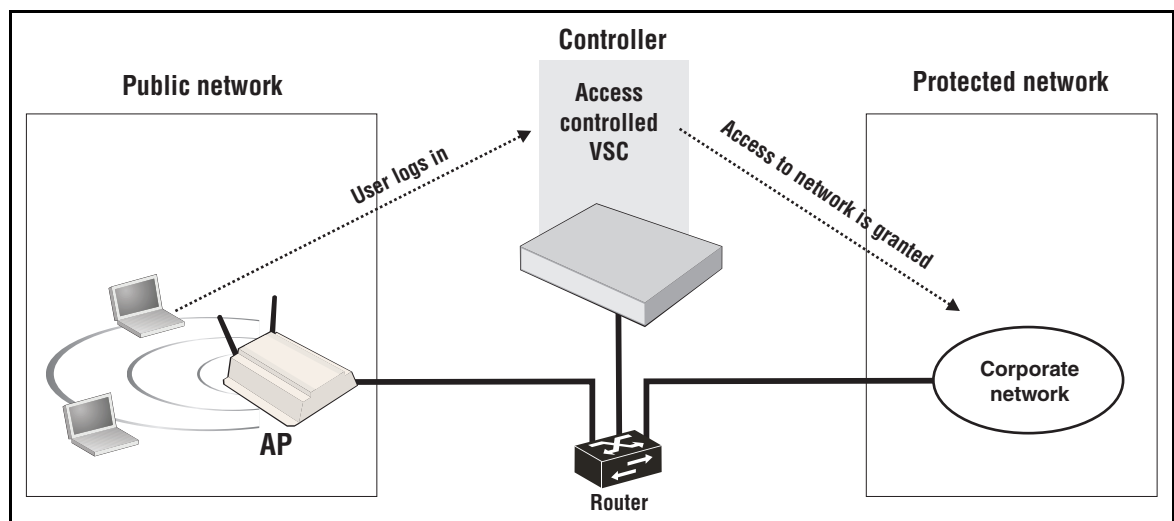 Controller
Public network
Protected network
Access
controlled
VSC
User logs in
Access to network is granted
Corporate
network
AP
Router